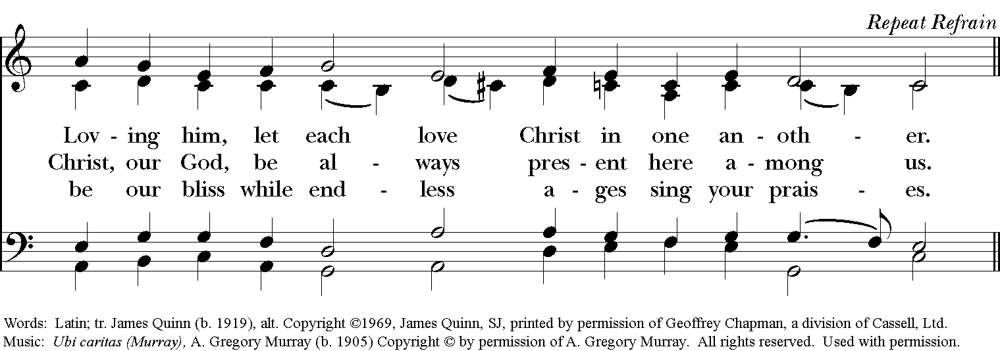 Repeat Refrain
Lov - ing him, let each love Christ in one an - oth - er.
Christ, our God, be al - ways pres - ent here a - mong us.
be our bliss while end - less a - ges sing your prais - es.
Words: Latin; tr. James Quinn (b. 1919), alt. Copyright ©1969, James Quinn, SJ, printed by permission of Geoffrey Chapman, a division of Cassell, Ltd.
Music: Ubi caritas (Murray), A. Gregory Murray (b. 1905) Copyright © by permission of A. Gregory Murray. All rights reserved. Used with permission.